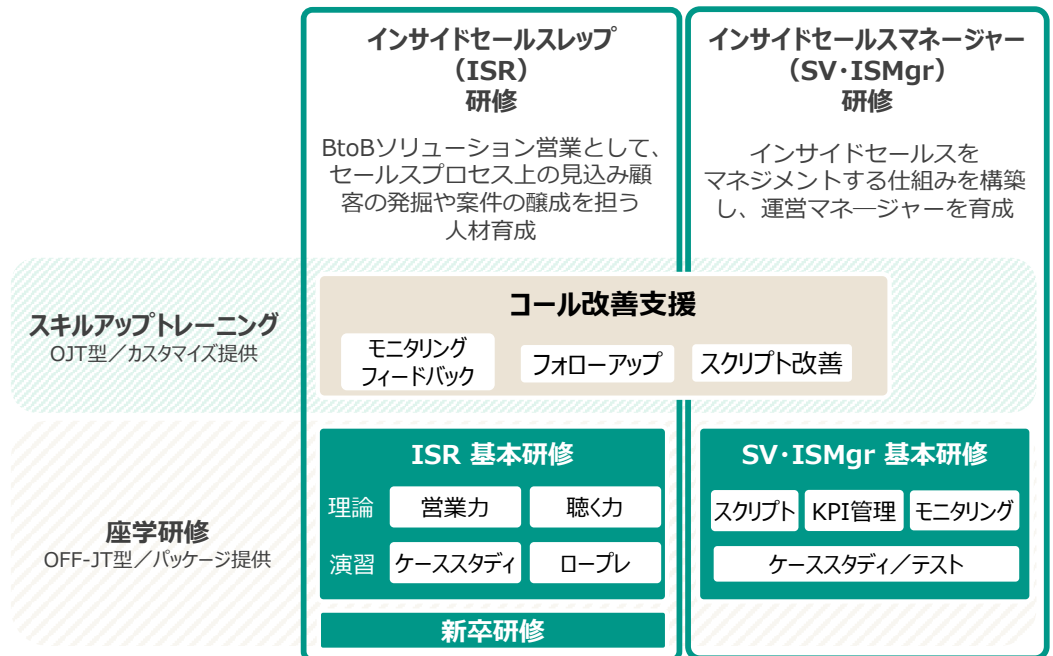 インサイドセールスレップ
（ISR）
研修
BtoBソリューション営業として、
セールスプロセス上の見込み顧
客の発掘や案件の醸成を担う
人材育成
インサイドセールスマネージャー
（SV･ISMgr）
研修
インサイドセールスを
マネジメントする仕組みを構築
し、運営マネ―ジャーを育成
スキルアップトレーニング
OJT型／カスタマイズ提供
コール改善支援
モニタリング
フィードバック
フォローアップ
スクリプト改善
座学研修
OFF-JT型／パッケージ提供
ISR 基本研修
理論
営業力
聴く力
演習
ケーススタディ
ロープレ
新卒研修
SV･ISMgr 基本研修
スクリプト
KPI管理
モニタリング
ケーススタディ／テスト